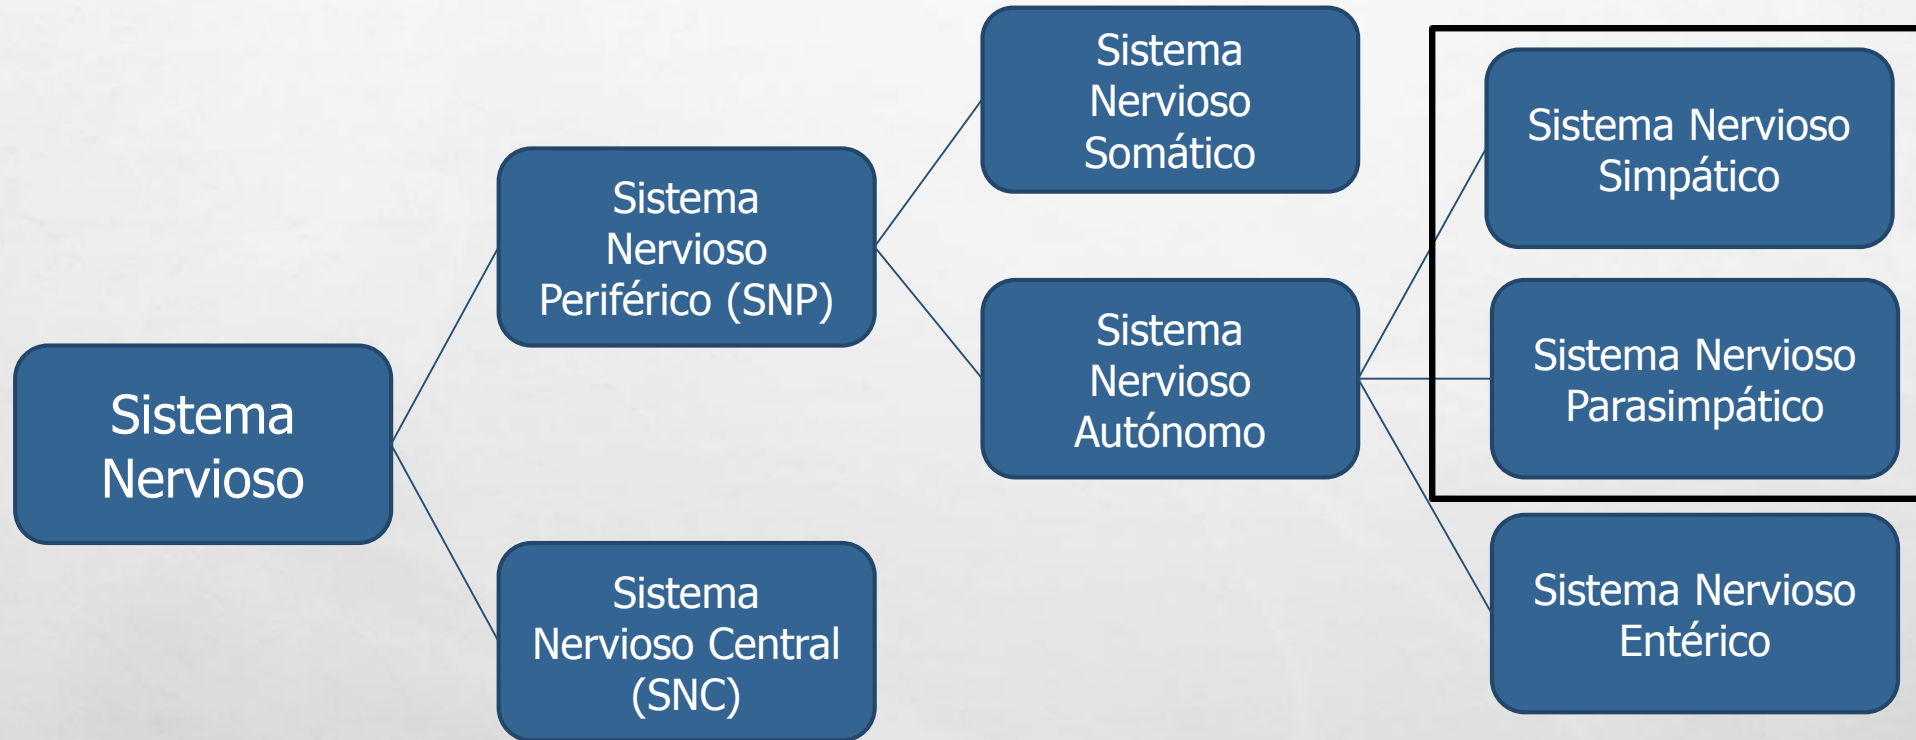 Sistema
Nervioso
Sistema
Nervioso
Periférico (SNP)
Sistema
Nervioso Central
(SNC)
Sistema
Nervioso
Somático
Sistema
Nervioso
Autónomo
Sistema Nervioso
Simpático
Sistema Nervioso
Parasimpático
Sistema Nervioso
Entérico